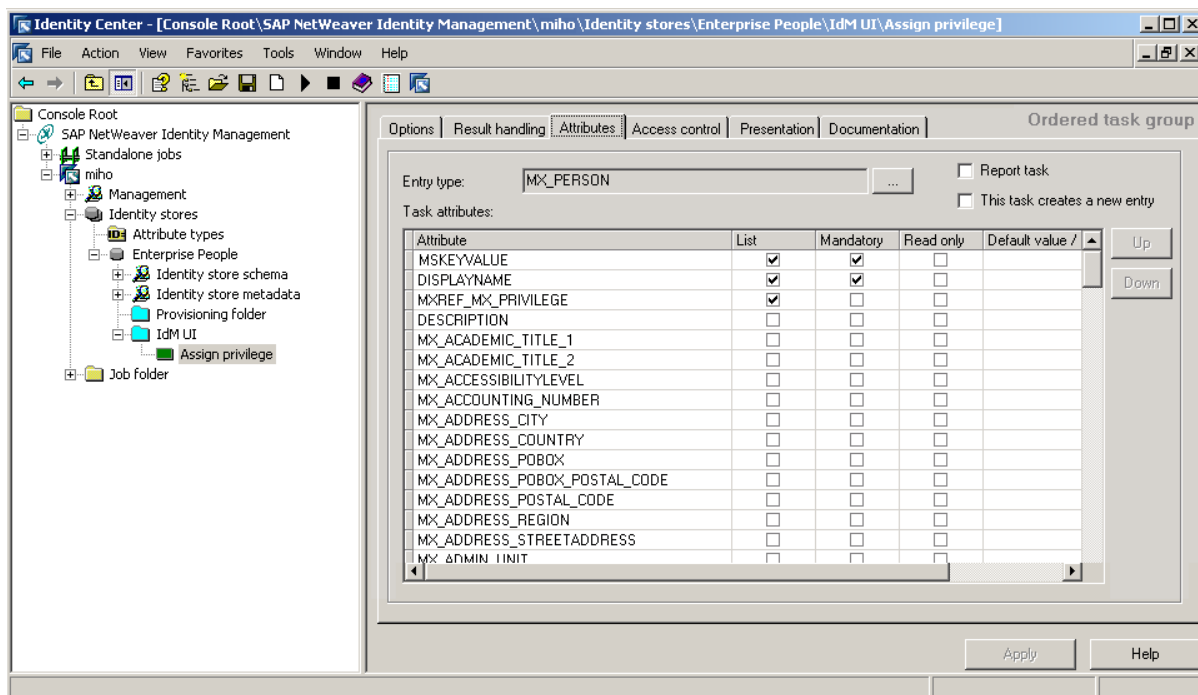 Identity Center - [Console Root\SAP NetWeaver Identity Management\miho\Identity stores\Enterprise People\IdM UI\Assign privilege]
File Action View Favorites Tools Window Help
Console Root
SAP NetWeaver Identity Management
Standalone jobs
miho
Management
Identity stores
Attribute types
Enterprise People
Identity store schema
Identity store metadata
Provisioning folder
IdM UI
Assign privilege
Job folder
Ordered task group
Options Result handling Attributes Access control Presentation Documentation
Entry type: MX_PERSON ...
Report task
This task creates a new entry
Task attributes:
Attribute List Mandatory Read only Default value /
MSKEYVALUE
DISPLAYNAME
MXREF_MX_PRIVILEGE
DESCRIPTION
MX_ACADEMIC_TITLE_1
MX_ACADEMIC_TITLE_2
MX_ACCESSIBILITYLEVEL
MX_ACCOUNTING_NUMBER
MX_ADDRESS_CITY
MX_ADDRESS_COUNTRY
MX_ADDRESS_POBOX
MX_ADDRESS_POBOX_POSTAL_CODE
MX_ADDRESS_POSTAL_CODE
MX_ADDRESS_REGION
MX_ADDRESS_STREETADDRESS
MX_ADMIN_UNIT
Up
Down
Apply Help